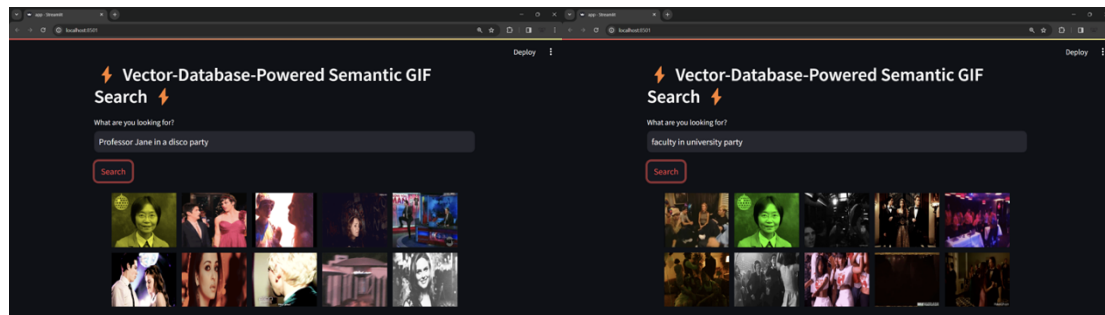 app · Streamlit
localhost:8501
Deploy
Vector-Database-Powered Semantic GIF
Search
What are you looking for?
Professor Jane in a disco party
Search
app · Streamlit
localhost:8501
Deploy
Vector-Database-Powered Semantic GIF
Search
What are you looking for?
faculty in university party
Search